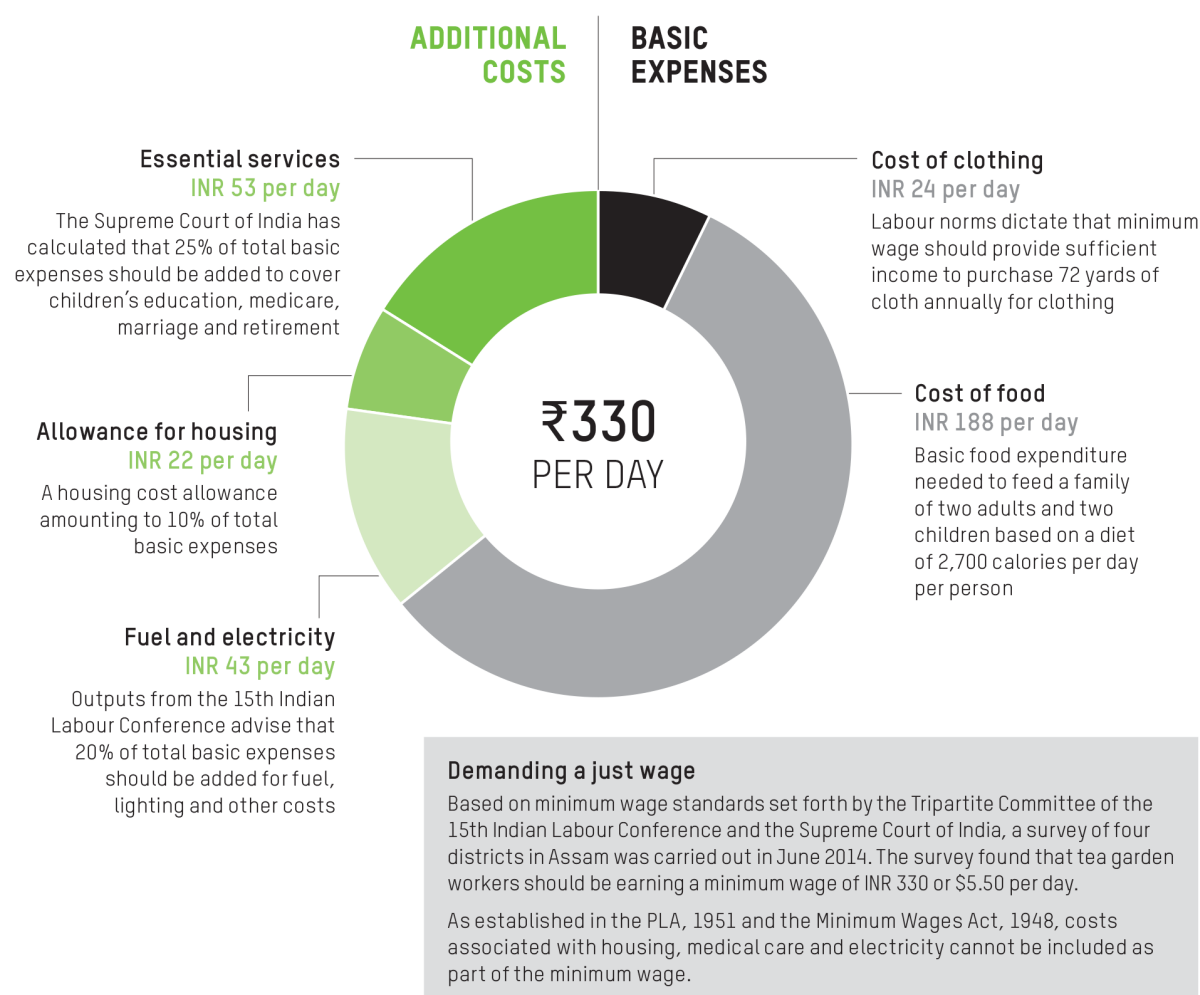 ADDITIONAL
COSTS
BASIC
EXPENSES
Essential services
INR 53 per day
The Supreme Court of India has
calculated that 25% of total basic
expenses should be added to cover
children’s education, medicare,
marriage and retirement
Allowance for housing
INR 22 per day
A housing cost allowance
amounting to 10% of total
basic expenses
Fuel and electricity
INR 43 per day
Outputs from the 15th Indian
Labour Conference advise that
20% of total basic expenses
should be added for fuel,
lighting and other costs
₹330
PER DAY
Cost of clothing
INR 24 per day
Labour norms dictate that minimum
wage should provide sufficient
income to purchase 72 yards of
cloth annually for clothing
Cost of food
INR 188 per day
Basic food expenditure
needed to feed a family
of two adults and two
children based on a diet
of 2,700 calories per day
per person
Demanding a just wage
Based on minimum wage standards set forth by the Tripartite Committee of the
15th Indian Labour Conference and the Supreme Court of India, a survey of four
districts in Assam was carried out in June 2014. The survey found that tea garden
workers should be earning a minimum wage of INR 330 or $5.50 per day.
As established in the PLA, 1951 and the Minimum Wages Act, 1948, costs
associated with housing, medical care and electricity cannot be included as
part of the minimum wage.